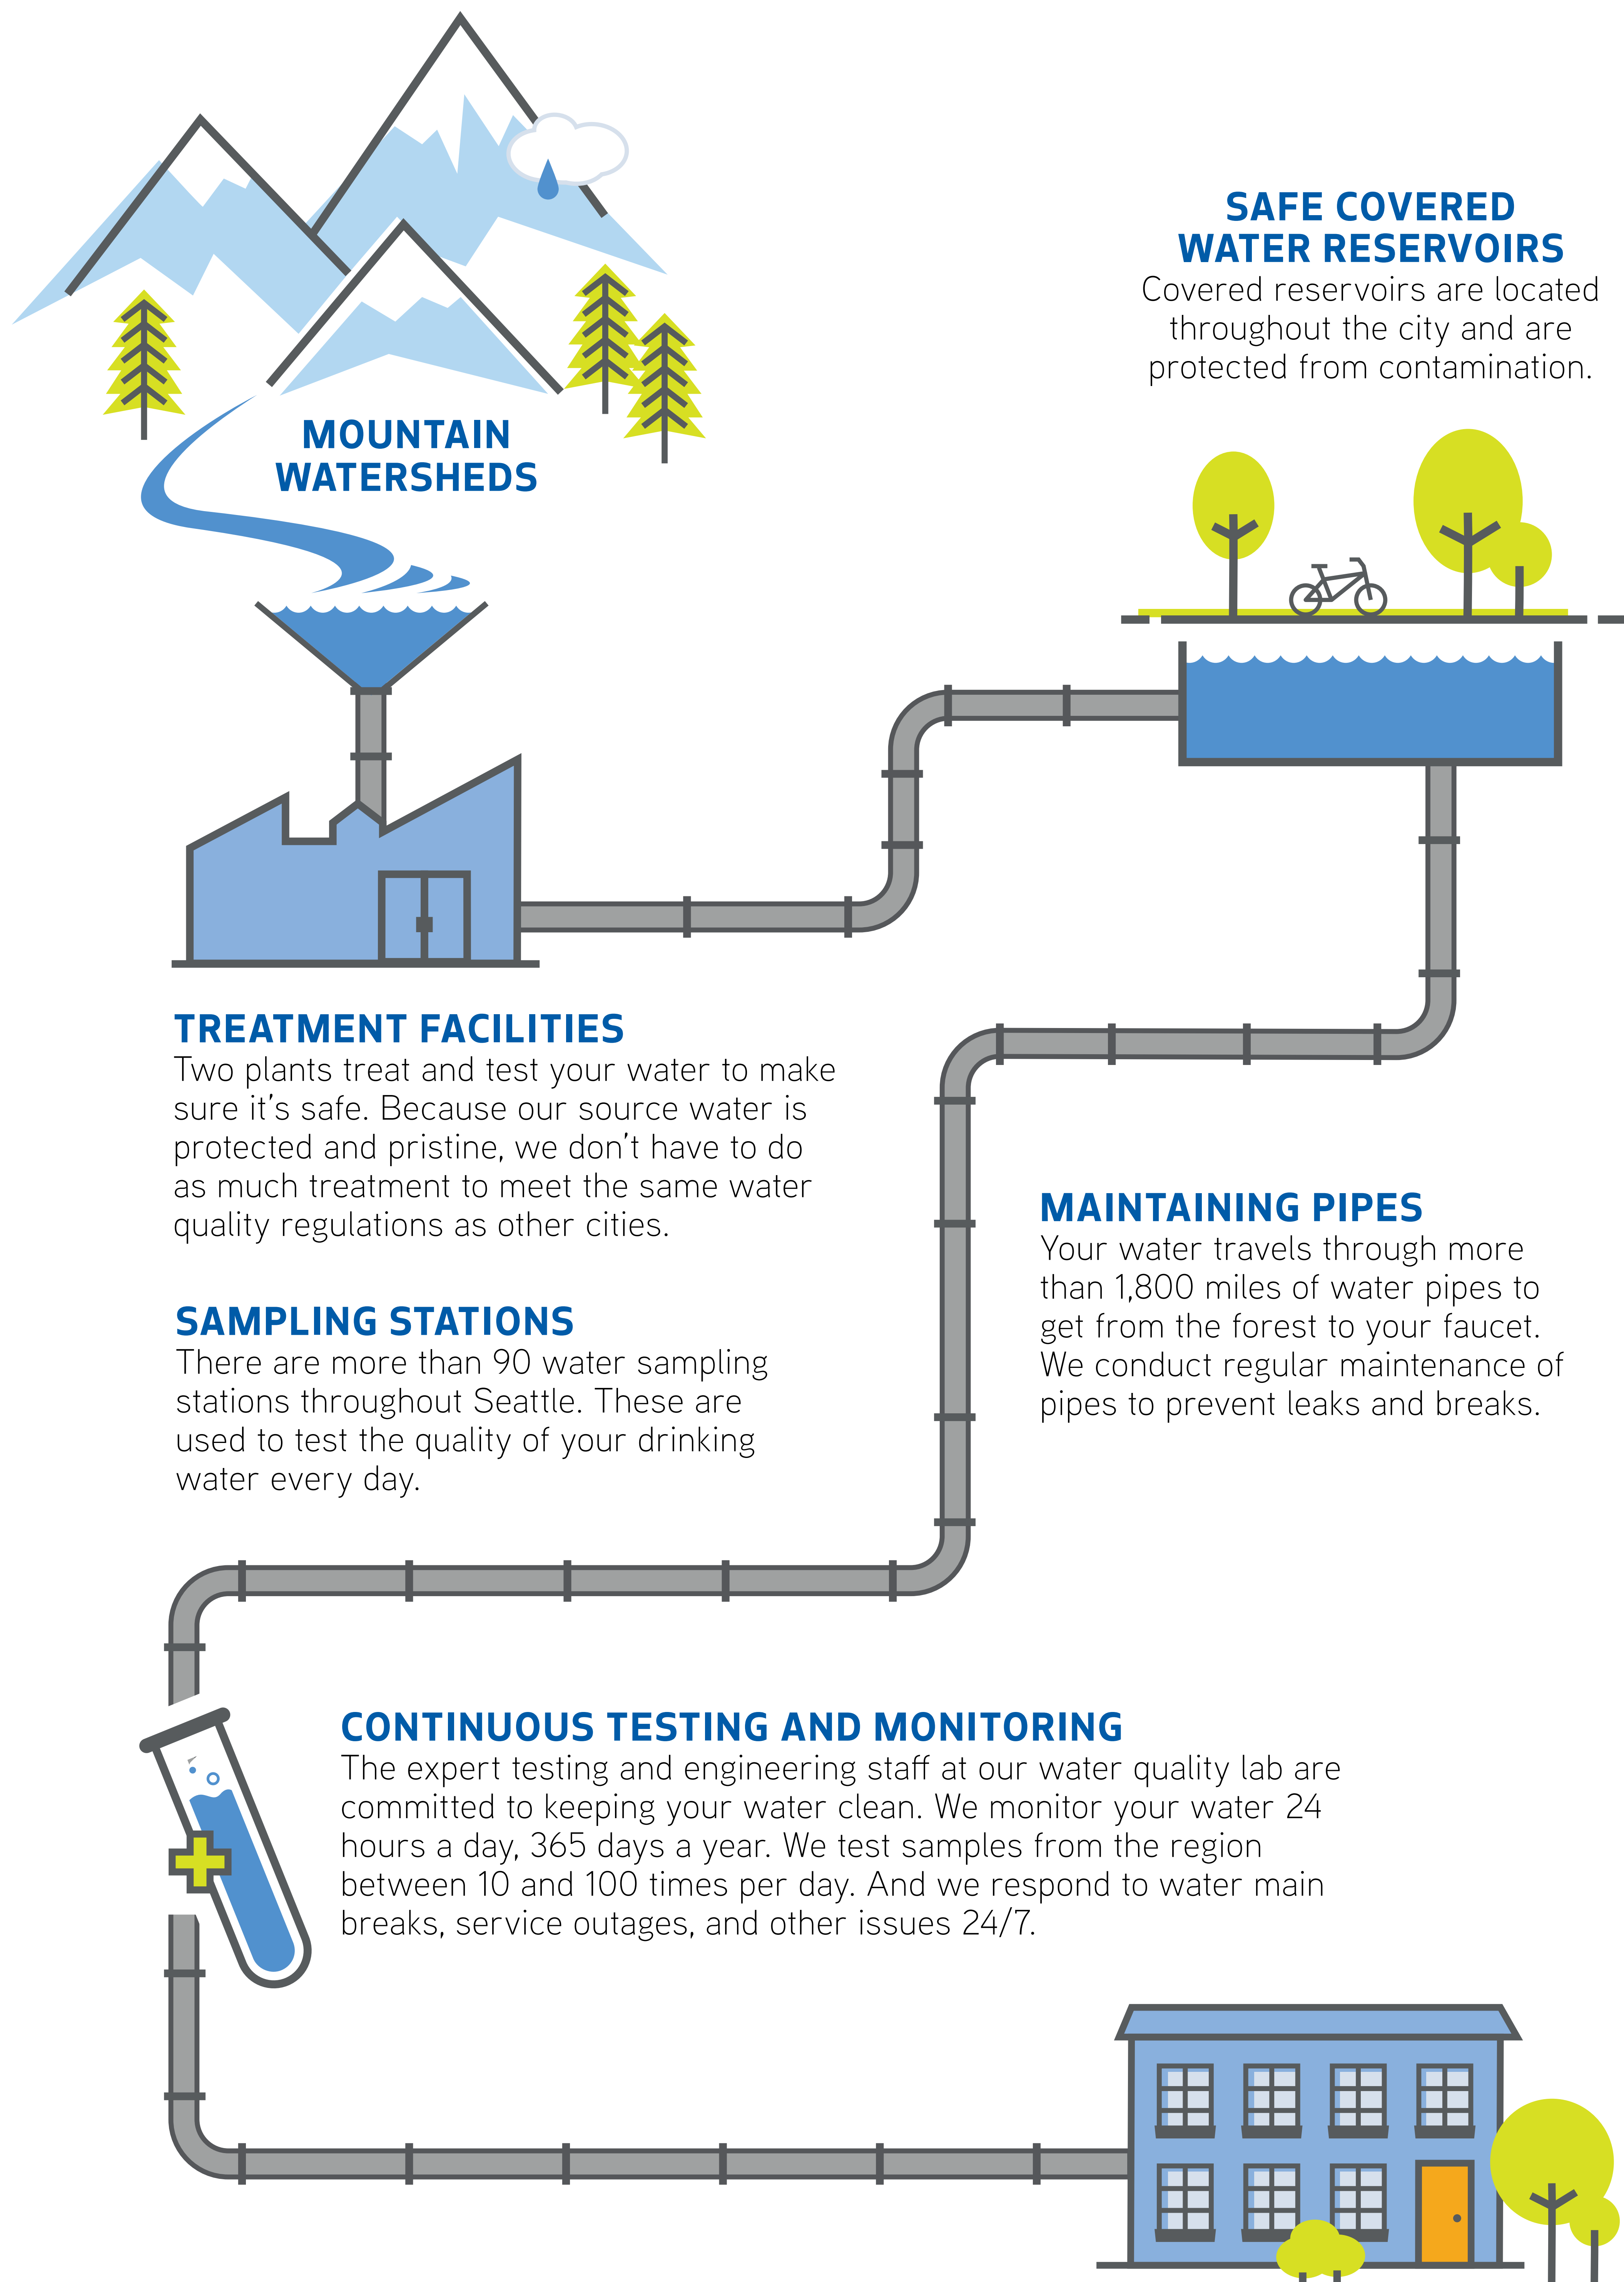 SAFE COVERED
WATER RESERVOIRS
Covered reservoirs are located
throughout the city and are
protected from contamination.
MOUNTAIN
WATERSHEDS
TREATMENT FACILITIES
Two plants treat and test your water to make
sure it's safe. Because our source water is
protected and pristine, we don't have to do
as much treatment to meet the same water
quality regulations as other cities.
MAINTAINING PIPES
Your water travels through more
than 1,800 miles of water pipes to
get from the forest to your faucet.
We conduct regular maintenance of
pipes to prevent leaks and breaks.
SAMPLING STATIONS
There are more than 90 water sampling
stations throughout Seattle. These are
used to test the quality of your drinking
water every day.
CONTINUOUS TESTING AND MONITORING
The expert testing and engineering staff at our water quality lab are
committed to keeping your water clean. We monitor your water 24
hours a day, 365 days a year. We test samples from the region
between 10 and 100 times per day. And we respond to water main
breaks, service outages, and other issues 24/7.